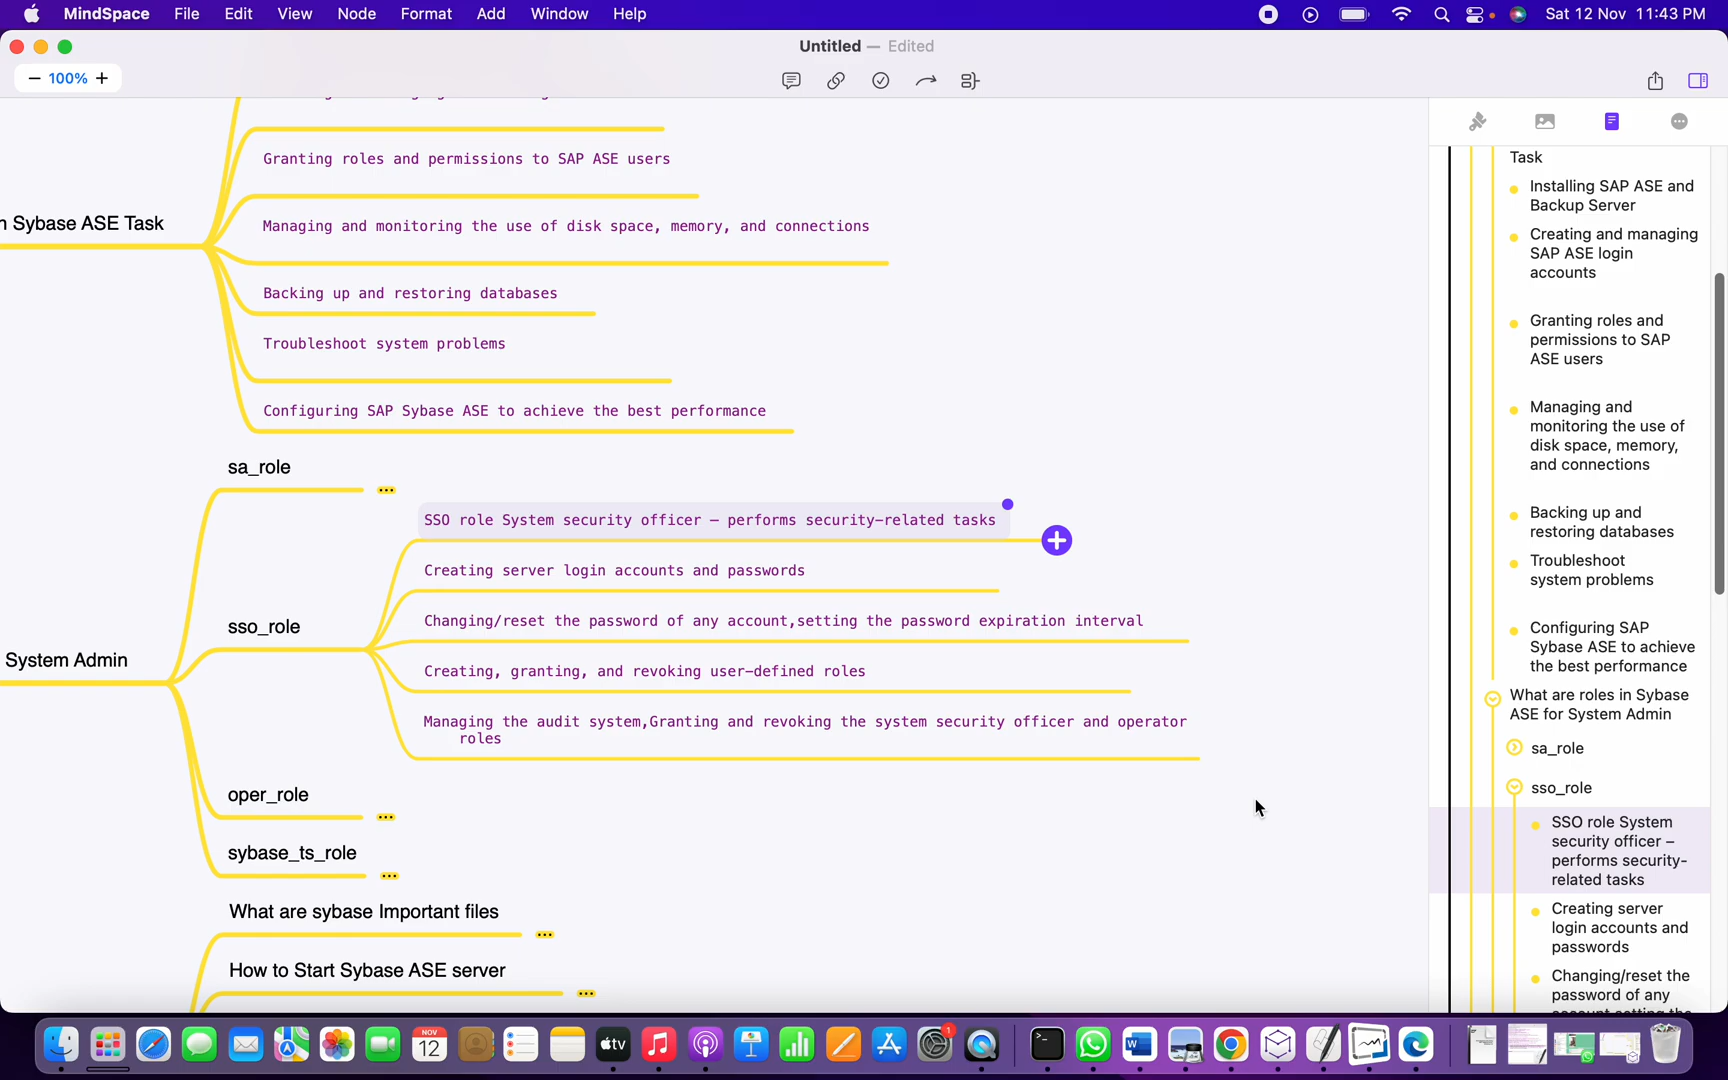 MindSpace File Edit View Node Format Add Window Help
Sat 12 Nov 11:43 PM
Untitled — Edited
– 100% +
Granting roles and permissions to SAP ASE users
Sybase ASE Task
Managing and monitoring the use of disk space, memory, and connections
Backing up and restoring databases
Troubleshoot system problems
Configuring SAP Sybase ASE to achieve the best performance
sa_role
SSO role System security officer – performs security-related tasks
Creating server login accounts and passwords
sso_role
Changing/reset the password of any account,setting the password expiration interval
System Admin
Creating, granting, and revoking user-defined roles
Managing the audit system,Granting and revoking the system security officer and operator
roles
oper_role
sybase_ts_role
What are sybase Important files
How to Start Sybase ASE server
Task
Installing SAP ASE and
Backup Server
Creating and managing
SAP ASE login
accounts
Granting roles and
permissions to SAP
ASE users
Managing and
monitoring the use of
disk space, memory,
and connections
Backing up and
restoring databases
Troubleshoot
system problems
Configuring SAP
Sybase ASE to achieve
the best performance
What are roles in Sybase
ASE for System Admin
sa_role
sso_role
SSO role System
security officer –
performs security-
related tasks
Creating server
login accounts and
passwords
Changing/reset the
password of any
NOV
12
tv
1